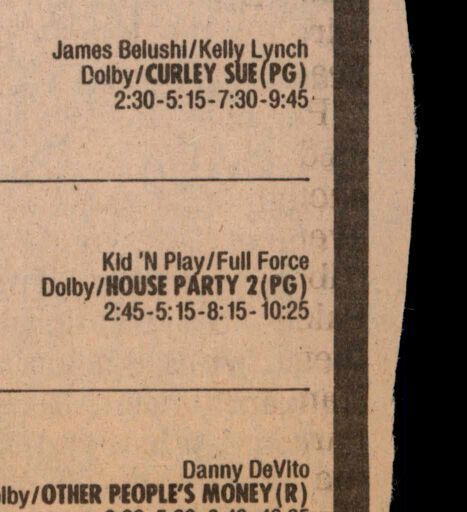 James Belushi/Kelly Lynch
Dolby/CURLEY SUE(PG)
2:30-5:15-7:30-9:45
Kid 'N Play/Full Force
Dolby/HOUSE PARTY 2(PG)
2:45-5:15-8:15-10:25
Danny DeVito
lby/OTHER PEOPLE'S MONEY(R)